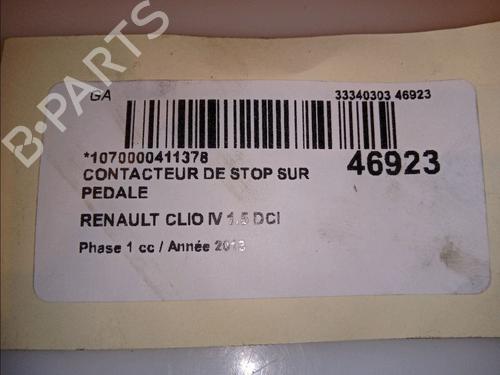 B-PARTS
GA
33340303 46923
*1070000411378
46923
CONTACTEUR DE STOP SUR
PEDALE
RENAULT CLIO IV 1.5 DCI
Phase 1 cc / Année 2013